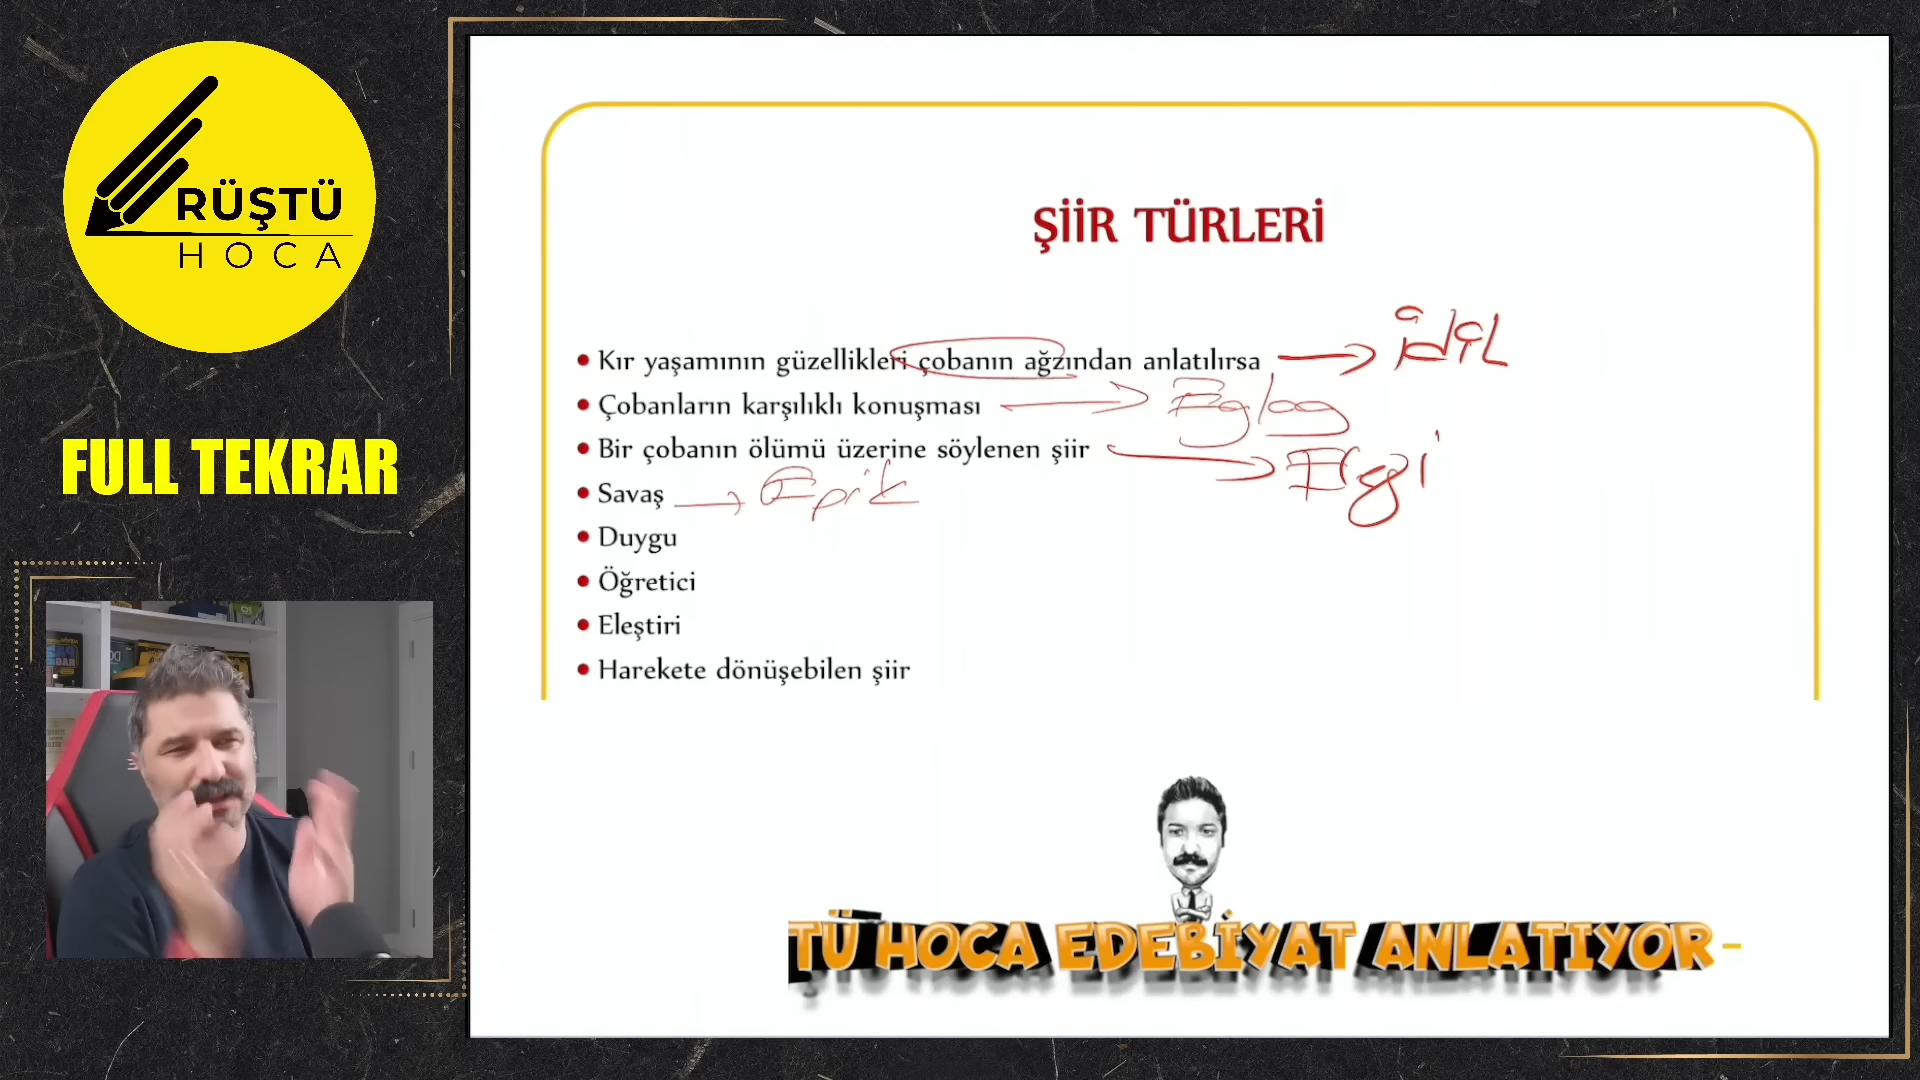 RÜŞTÜ
HOCA
FULL TEKRAR
ŞİİR TÜRLERİ
• Kır yaşamının güzellikleri çobanın ağzından anlatılırsa → İdil
• Çobanların karşılıklı konuşması → Eglog
• Bir çobanın ölümü üzerine söylenen şiir → Elegi
• Savaş → Epik
• Duygu
• Öğretici
• Eleştiri
• Harekete dönüşebilen şiir
TÜ HOCA EDEBİYAT ANLATIYOR-